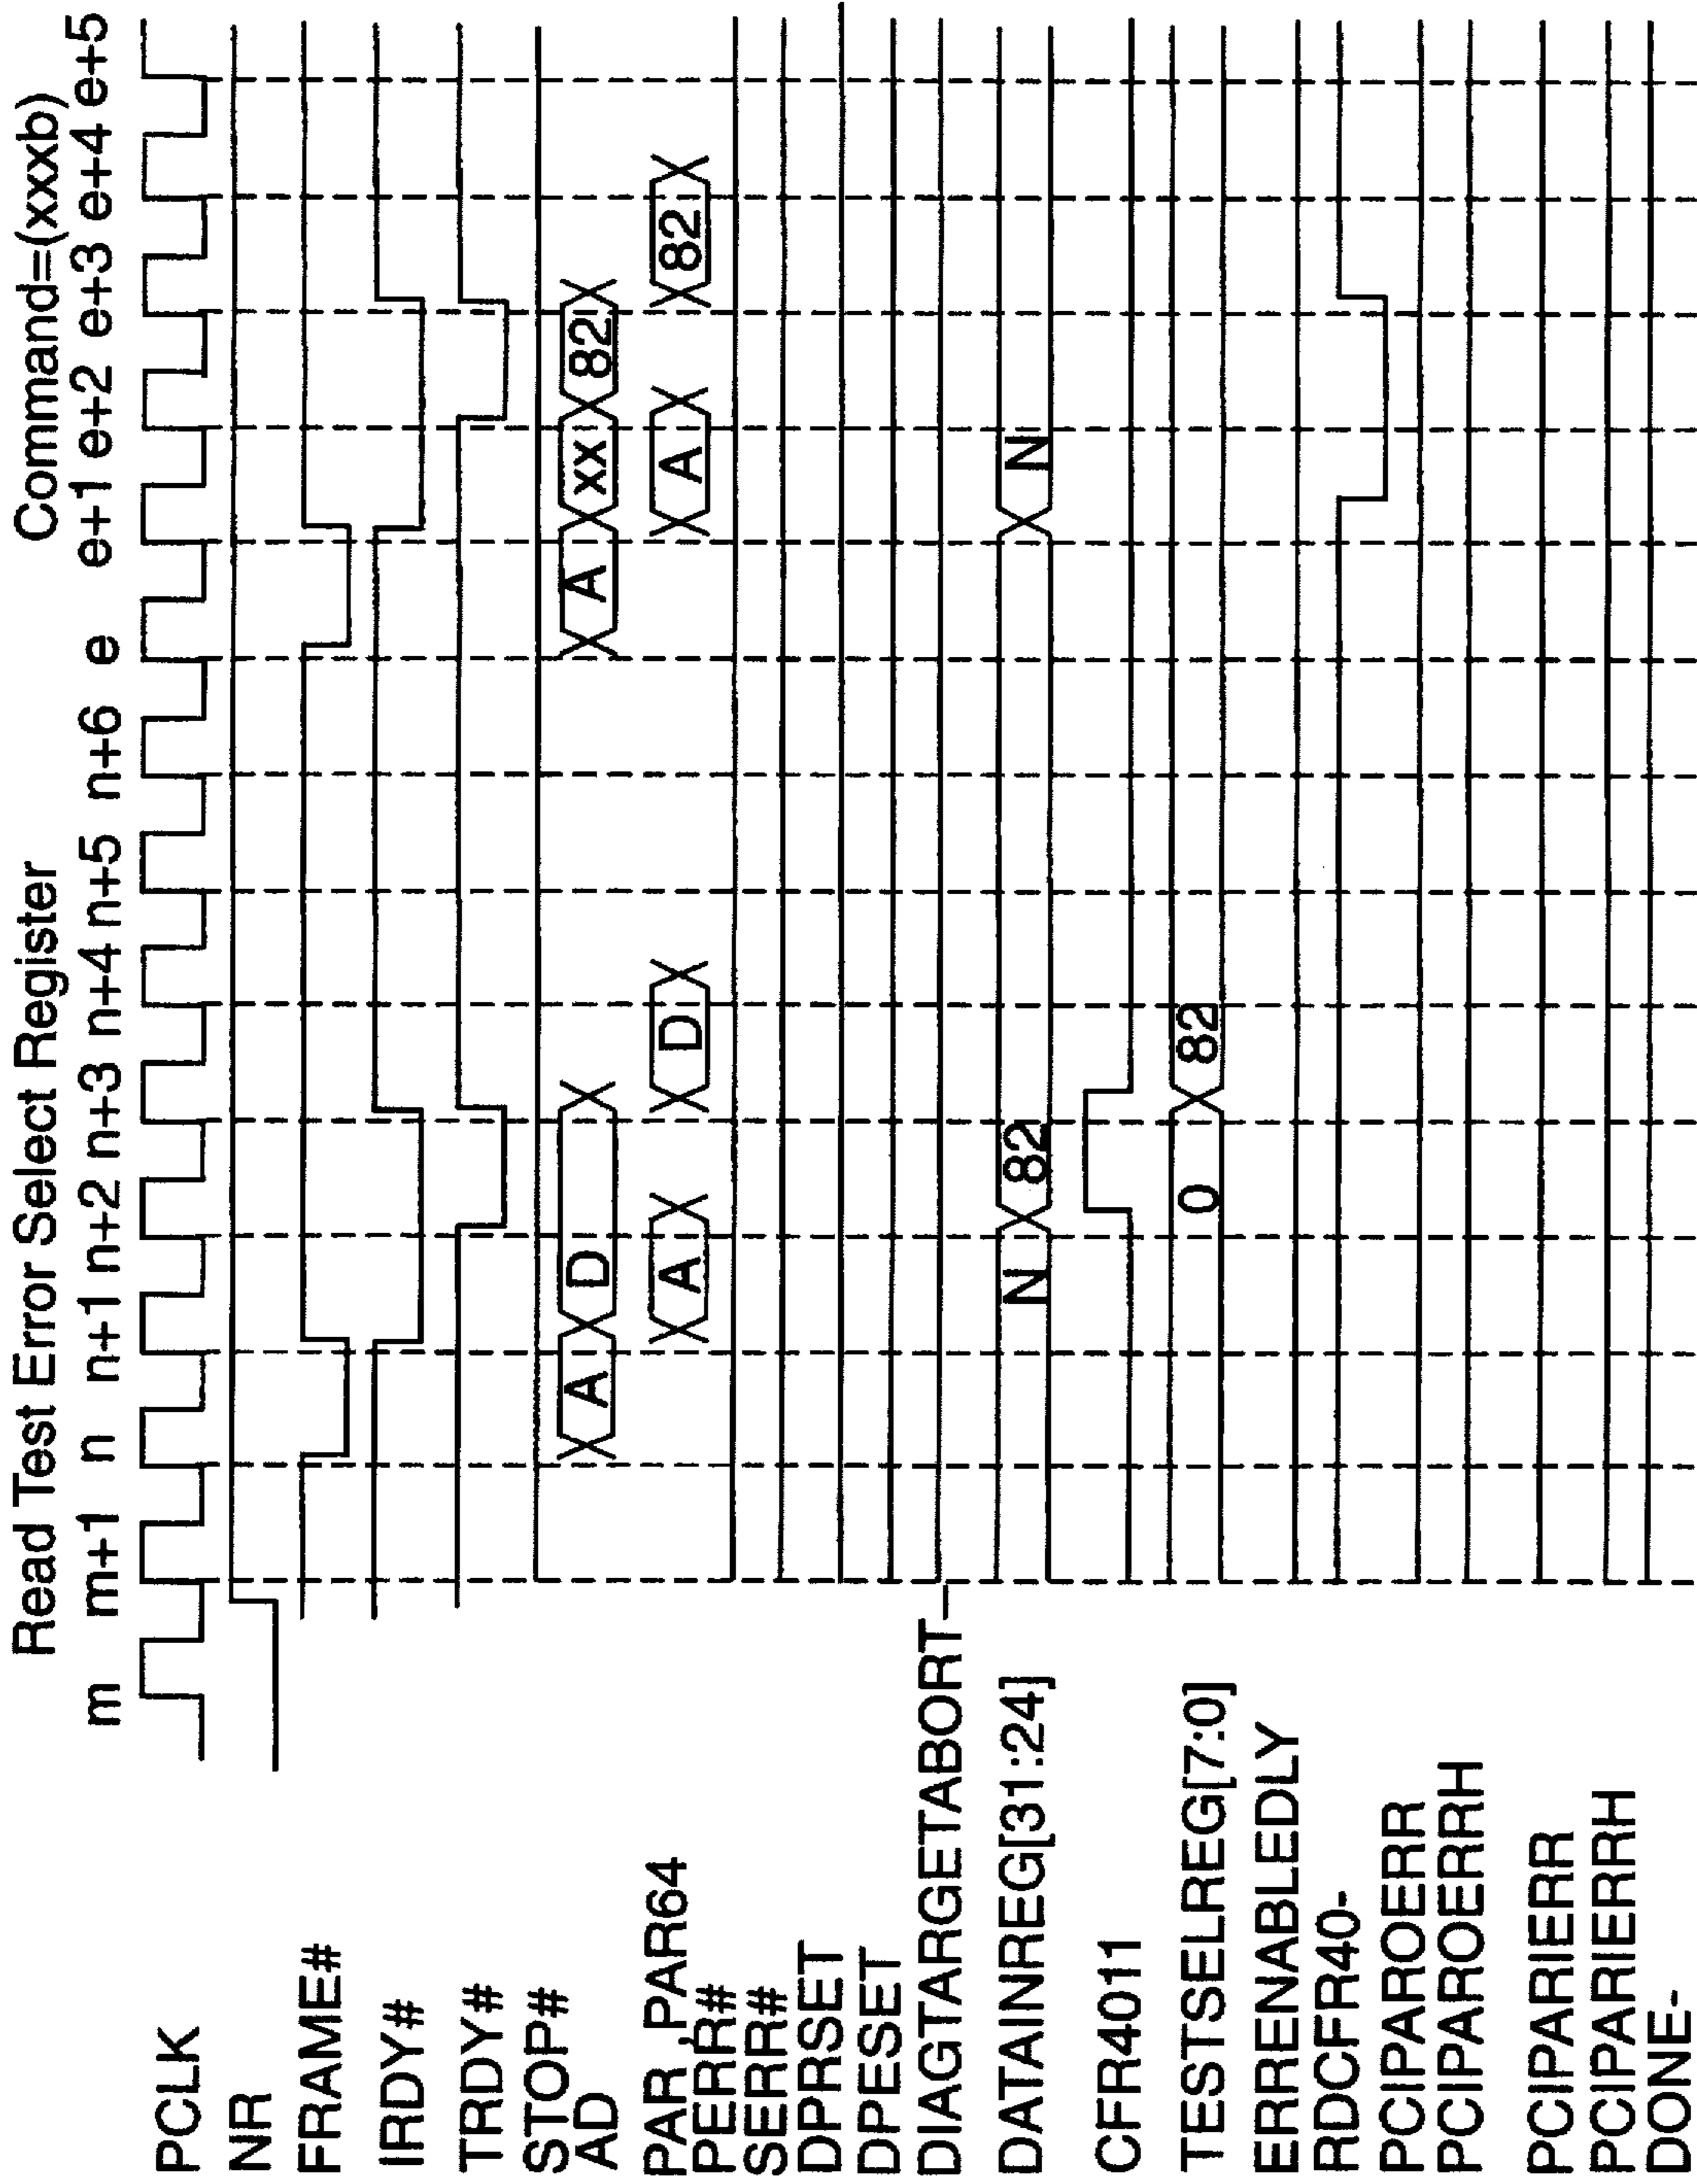 Read Test Error Select Register Command=(xxxb)
m m+1 n n+1 n+2 n+3 n+4 n+5 n+6 e e+1 e+2 e+3 e+4 e+5
PCLK
NR
FRAME#
IRDY#
TRDY#
STOP#
AD A D A xx 82
PAR ,PAR64 A D A 82
PERR#
SERR#
DPRSET
DPESET
DIAGTARGETABORT-
DATAINREG[31:24] N 82 N
CFR4011
TESTSELREG[7:0] 0 82
ERRENABLEDLY
RDCFR40-
PCIPAROERR
PCIPAROERRH
PCIPARIERR
PCIPARIERRH
DONE-